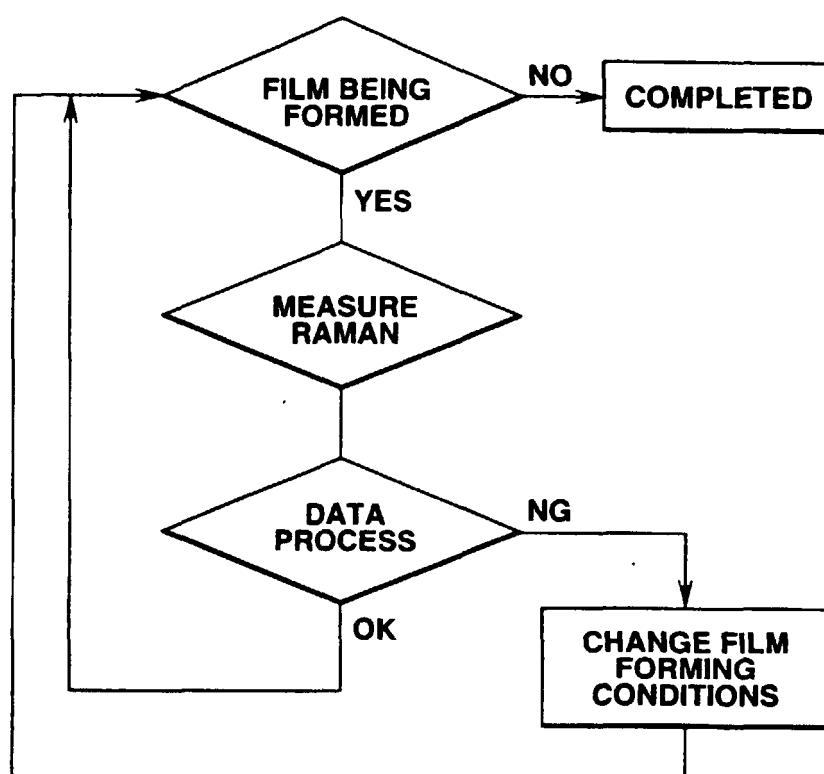 FILM BEING
FORMED
NO
COMPLETED
YES
MEASURE
RAMAN
DATA
PROCESS
NG
OK
CHANGE FILM
FORMING
CONDITIONS